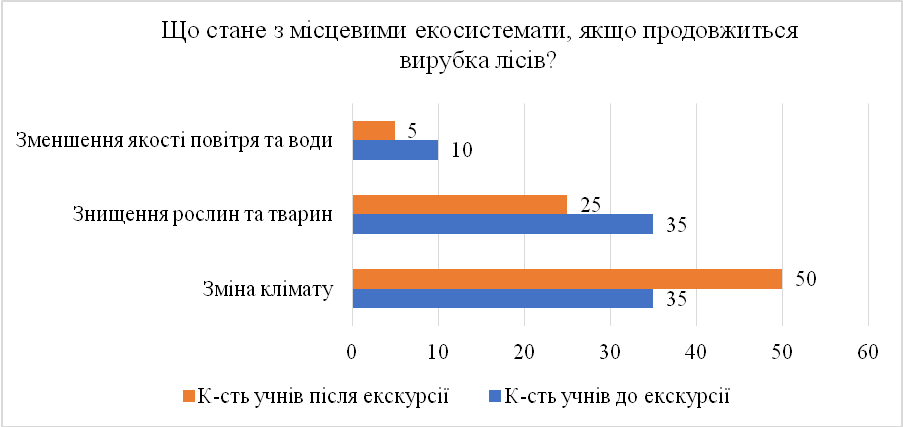 Що стане з місцевими екосистемати, якщо продовжиться
вирубка лісів?
Зменшення якості повітря та води
5
10
Знищення рослин та тварин
25
35
Зміна клімату
50
35
0 10 20 30 40 50 60
К-сть учнів після екскурсії К-сть учнів до екскурсії